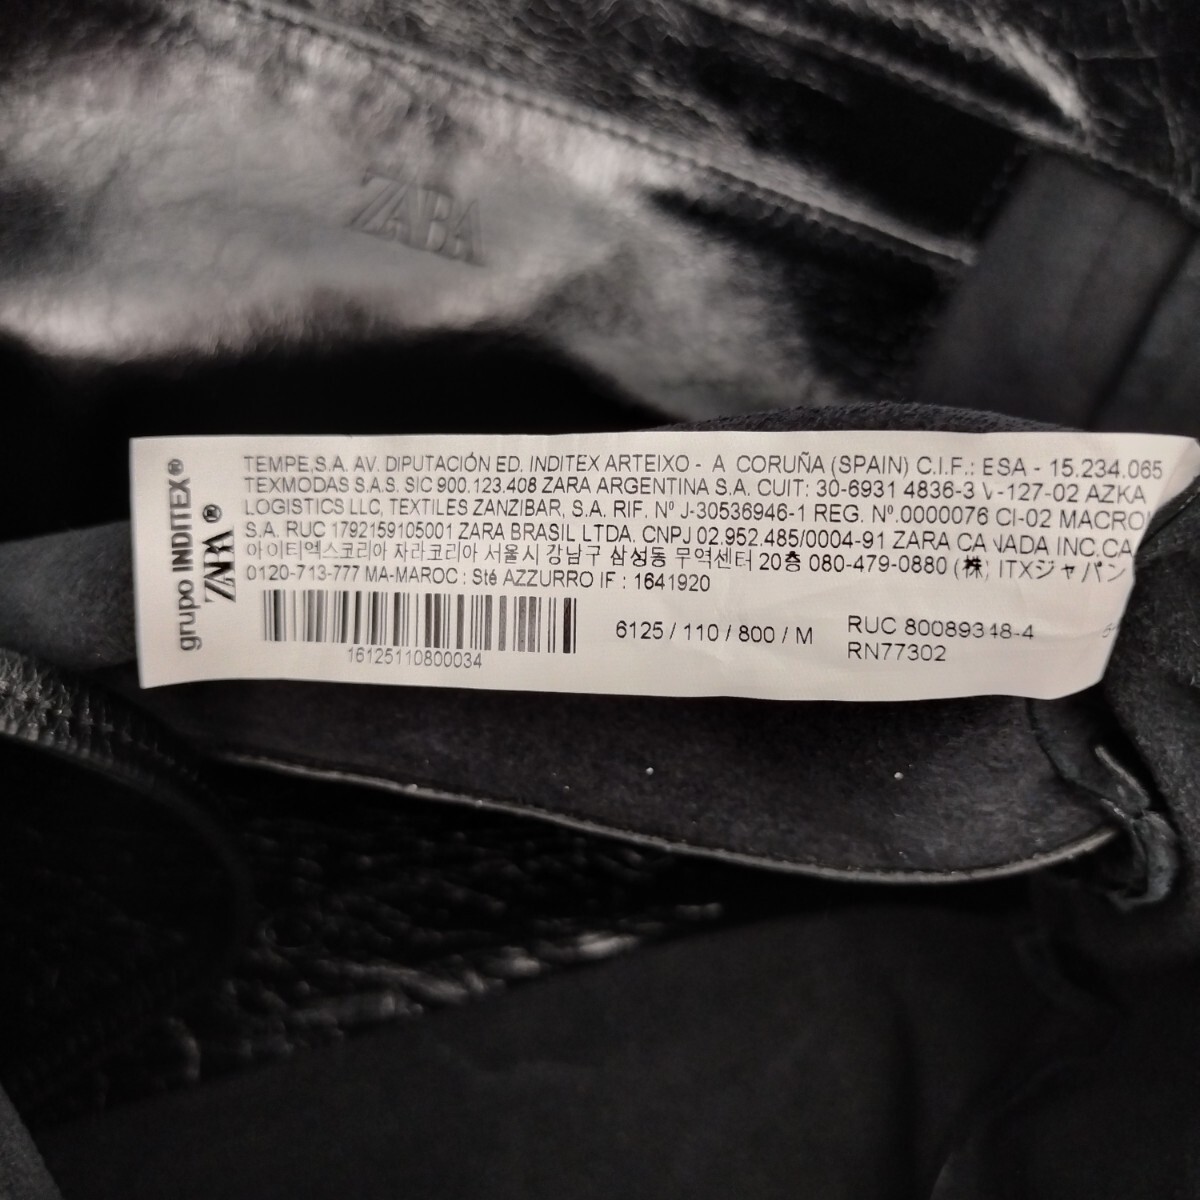 ZARA
grupo INDITEX®
ZARA®
TEMPE,S.A. AV. DIPUTACIÓN ED. INDITEX ARTEIXO - A CORUÑA (SPAIN) C.I.F.: ESA - 15.234.065
TEXMODAS S.A.S. SIC 900.123.408 ZARA ARGENTINA S.A. CUIT: 30-6931 4836-3 V-127-02 AZKA
LOGISTICS LLC, TEXTILES ZANZIBAR, S.A. RIF. Nº J-30536946-1 REG. Nº.0000076 CI-02 MACRO
S.A. RUC 1792159105001 ZARA BRASIL LTDA. CNPJ 02.952.485/0004-91 ZARA CANADA INC.CA
아이티엑스코리아 자라코리아 서울시 강남구 삼성동 무역센터 20층 080-479-0880 (株) ITXジャパン
0120-713-777 MA-MAROC : Sté AZZURRO IF : 1641920
16125110800034
6125 / 110 / 800 / M
RUC 80089348-4
RN77302